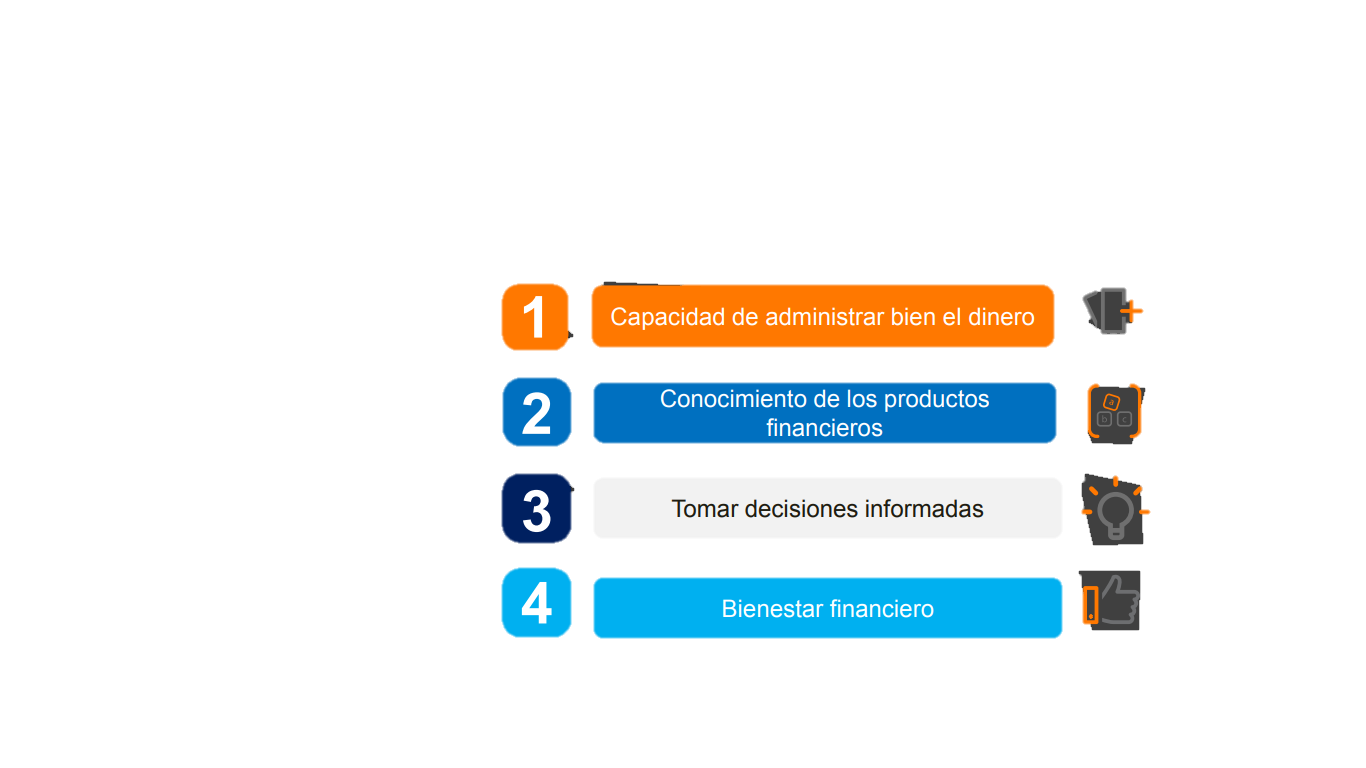 1
Capacidad de administrar bien el dinero
2
Conocimiento de los productos
financieros
a
b c
3
Tomar decisiones informadas
4
Bienestar financiero